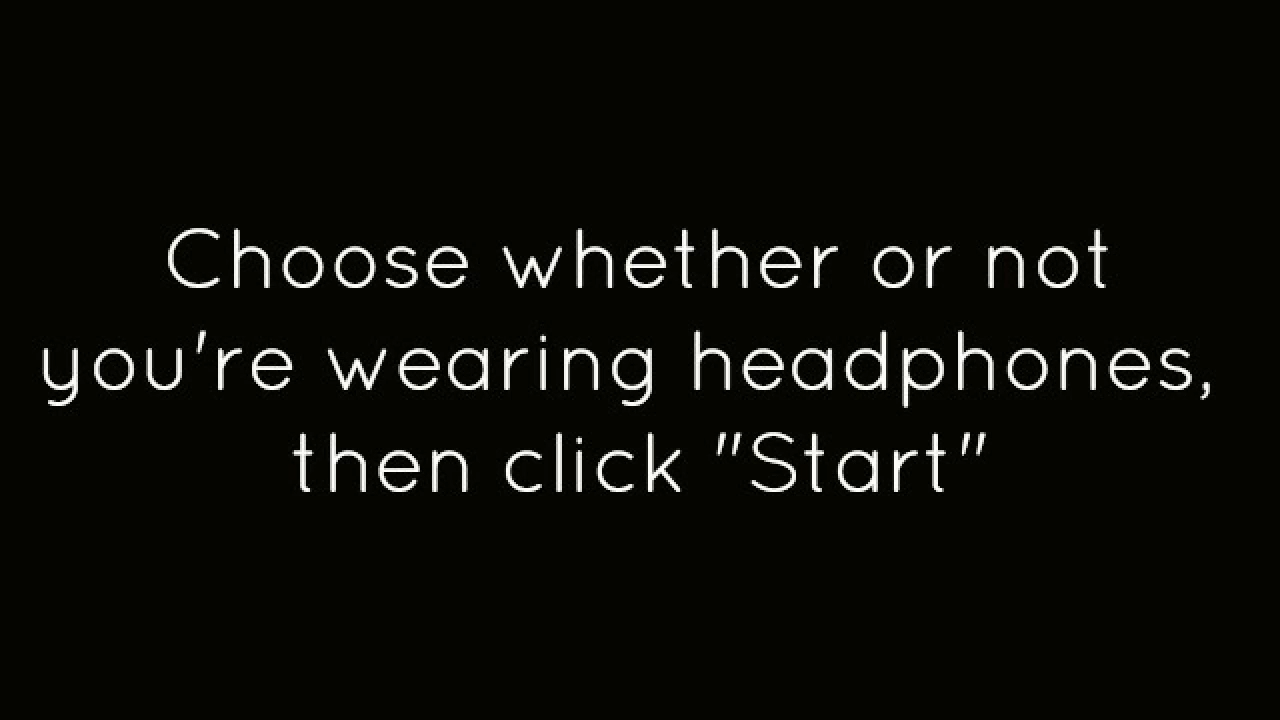 Choose whether or not
you're wearing headphones,
then click "Start"